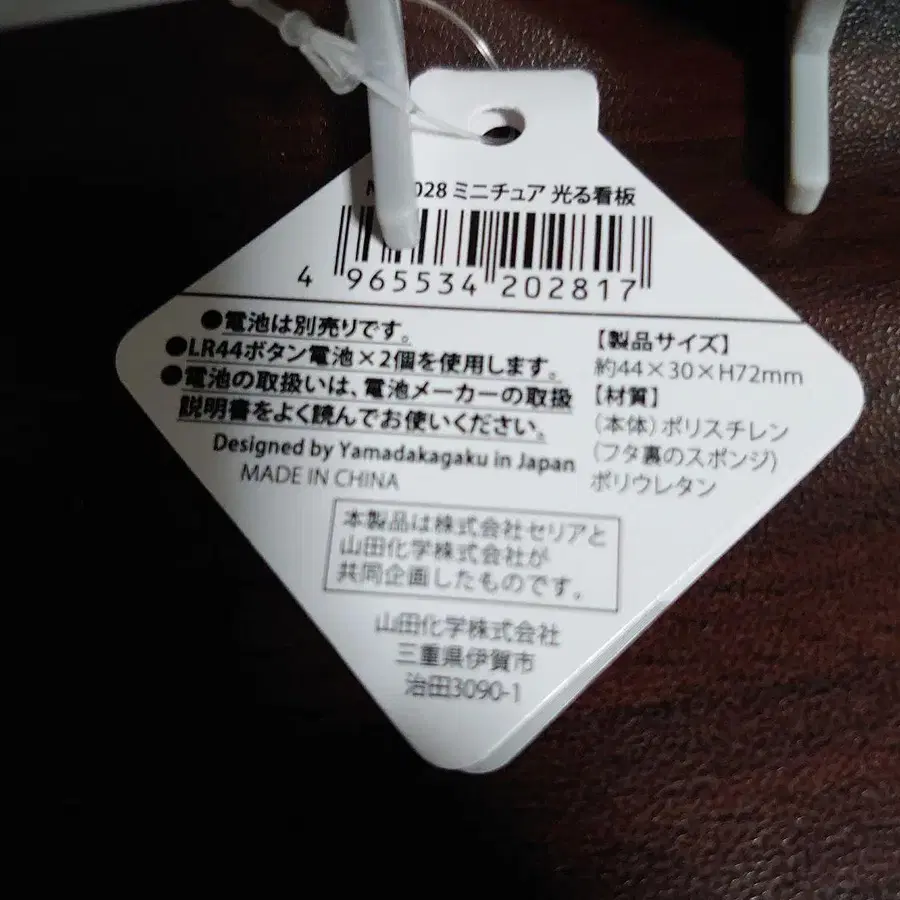 028 ミニチュア 光る看板
4 965534 202817
●電池は別売りです。
●LR44ボタン電池×2個を使用します。
●電池の取扱いは、電池メーカーの取扱
説明書をよく読んでお使いください。
Designed by Yamadakagaku in Japan
MADE IN CHINA
【製品サイズ】
約44×30×H72mm
【材質】
(本体)ポリスチレン
(フタ裏のスポンジ)
ポリウレタン
本製品は株式会社セリアと
山田化学株式会社が
共同企画したものです。
山田化学株式会社
三重県伊賀市
治田3090-1